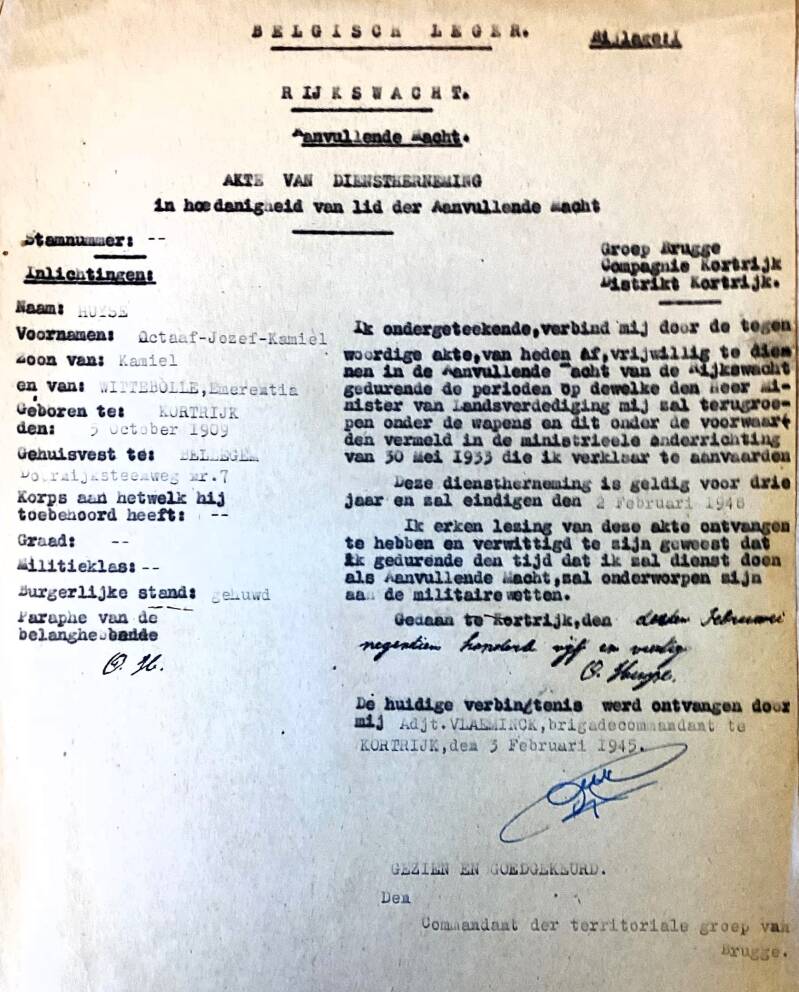 BELGISCH LEGER.
Bijlage:I
RIJKSWACHT.
Aanvullende Macht.
AKTE VAN DIENSTHERNEMING
in hoedanigheid van lid der Aanvullende Macht
Stamnummer: --
Inlichtingen:
Groep Brugge
Compagnie Kortrijk
Distrikt Kortrijk.
Naam: HUYSE
Voornamen: Octaaf-Jozef-Kamiel
Zoon van: Kamiel
en van: WITTEBOLLE,Emerentia
Geboren te: KORTRIJK
den: 5 October 1909
Gehuisvest te: BELLEGEM
Doornijksteenweg nr.7
Korps aan hetwelk hij
toebehoord heeft: --
Graad: --
Militieklas: --
Burgerlijke stand: gehuwd
Paraphe van de
belanghebbende
O. H.
Ik ondergeteekende,verbind mij door de tegen
woordige akte,van heden af,vrijwillig te dien
nen in de Aanvullende Macht van de Rijkswacht
gedurende de perioden op dewelke den Heer Mi-
nister van Landsverdediging mij zal terugroe-
pen onder de wapens en dit onder de voorwaar
den vermeld in de ministrieele onderrichting
van 30 Mei 1933 die ik verklaar te aanvaarden
Deze dienstherneming is geldig voor drie
jaar en zal eindigen den 2 Februari 1948
Ik erken lezing van deze akte ontvangen
te hebben en verwittigd te zijn geweest dat
ik gedurende den tijd dat ik zal dienst doen
als Aanvullende Macht,zal onderworpen zijn
aan de militaire wetten.
Gedaan te Kortrijk,den derden Februari
negentien honderd vijf en veertig
O. Huyse.
De huidige verbingtenis werd ontvangen door
mij Adjt.VLAEMINCK,brigadecommandant te
KORTRIJK,den 3 Februari 1945.
GEZIEN EN GOEDGEKEURD.
Den
Commandant der territoriale groep van
Brugge.